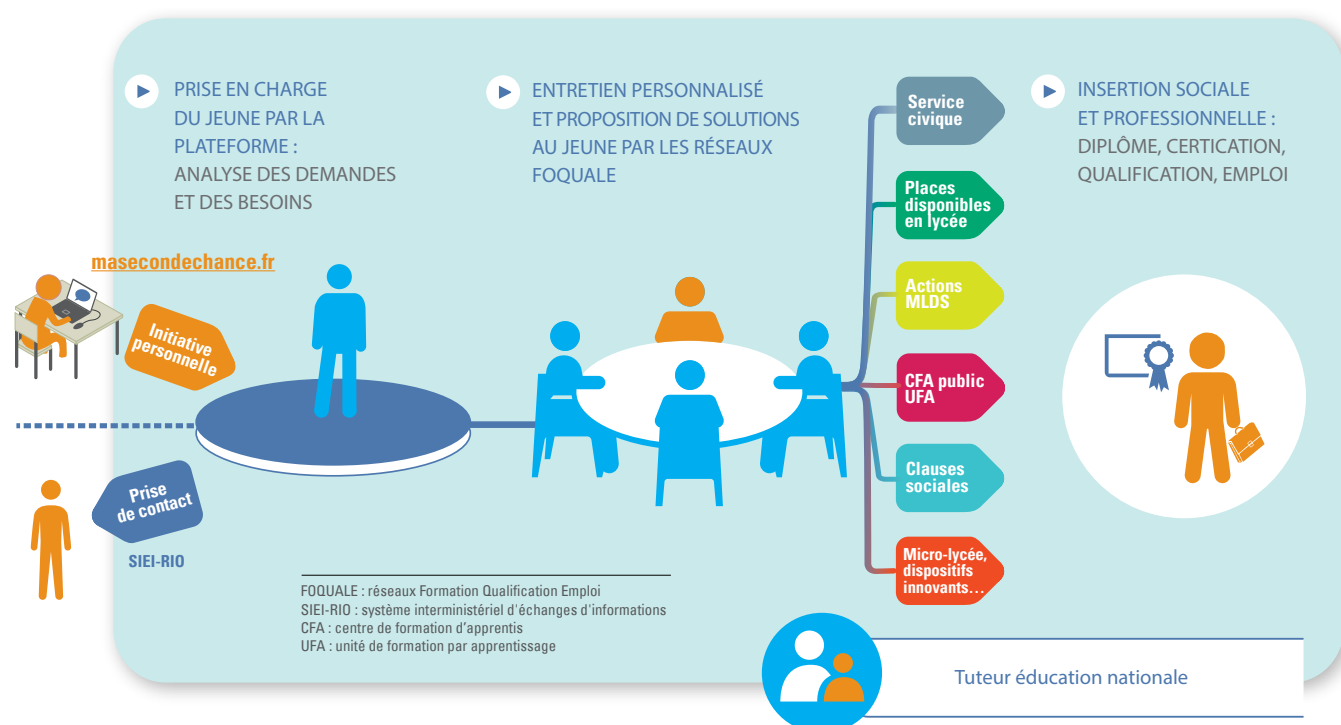 PRISE EN CHARGE
DU JEUNE PAR LA
PLATEFORME :
ANALYSE DES DEMANDES
ET DES BESOINS
ENTRETIEN PERSONNALISÉ
ET PROPOSITION DE SOLUTIONS
AU JEUNE PAR LES RÉSEAUX
FOQUALE
Service
civique
Places
disponibles
en lycée
Actions
MLDS
CFA public
UFA
Clauses
sociales
Micro-lycée,
dispositifs
innovants…
INSERTION SOCIALE
ET PROFESSIONNELLE :
DIPLÔME, CERTICATION,
QUALIFICATION, EMPLOI
masecondechance.fr
Initiative
personnelle
Prise
de contact
SIEI-RIO
FOQUALE : réseaux Formation Qualification Emploi
SIEI-RIO : système interministériel d'échanges d'informations
CFA : centre de formation d’apprentis
UFA : unité de formation par apprentissage
Tuteur éducation nationale